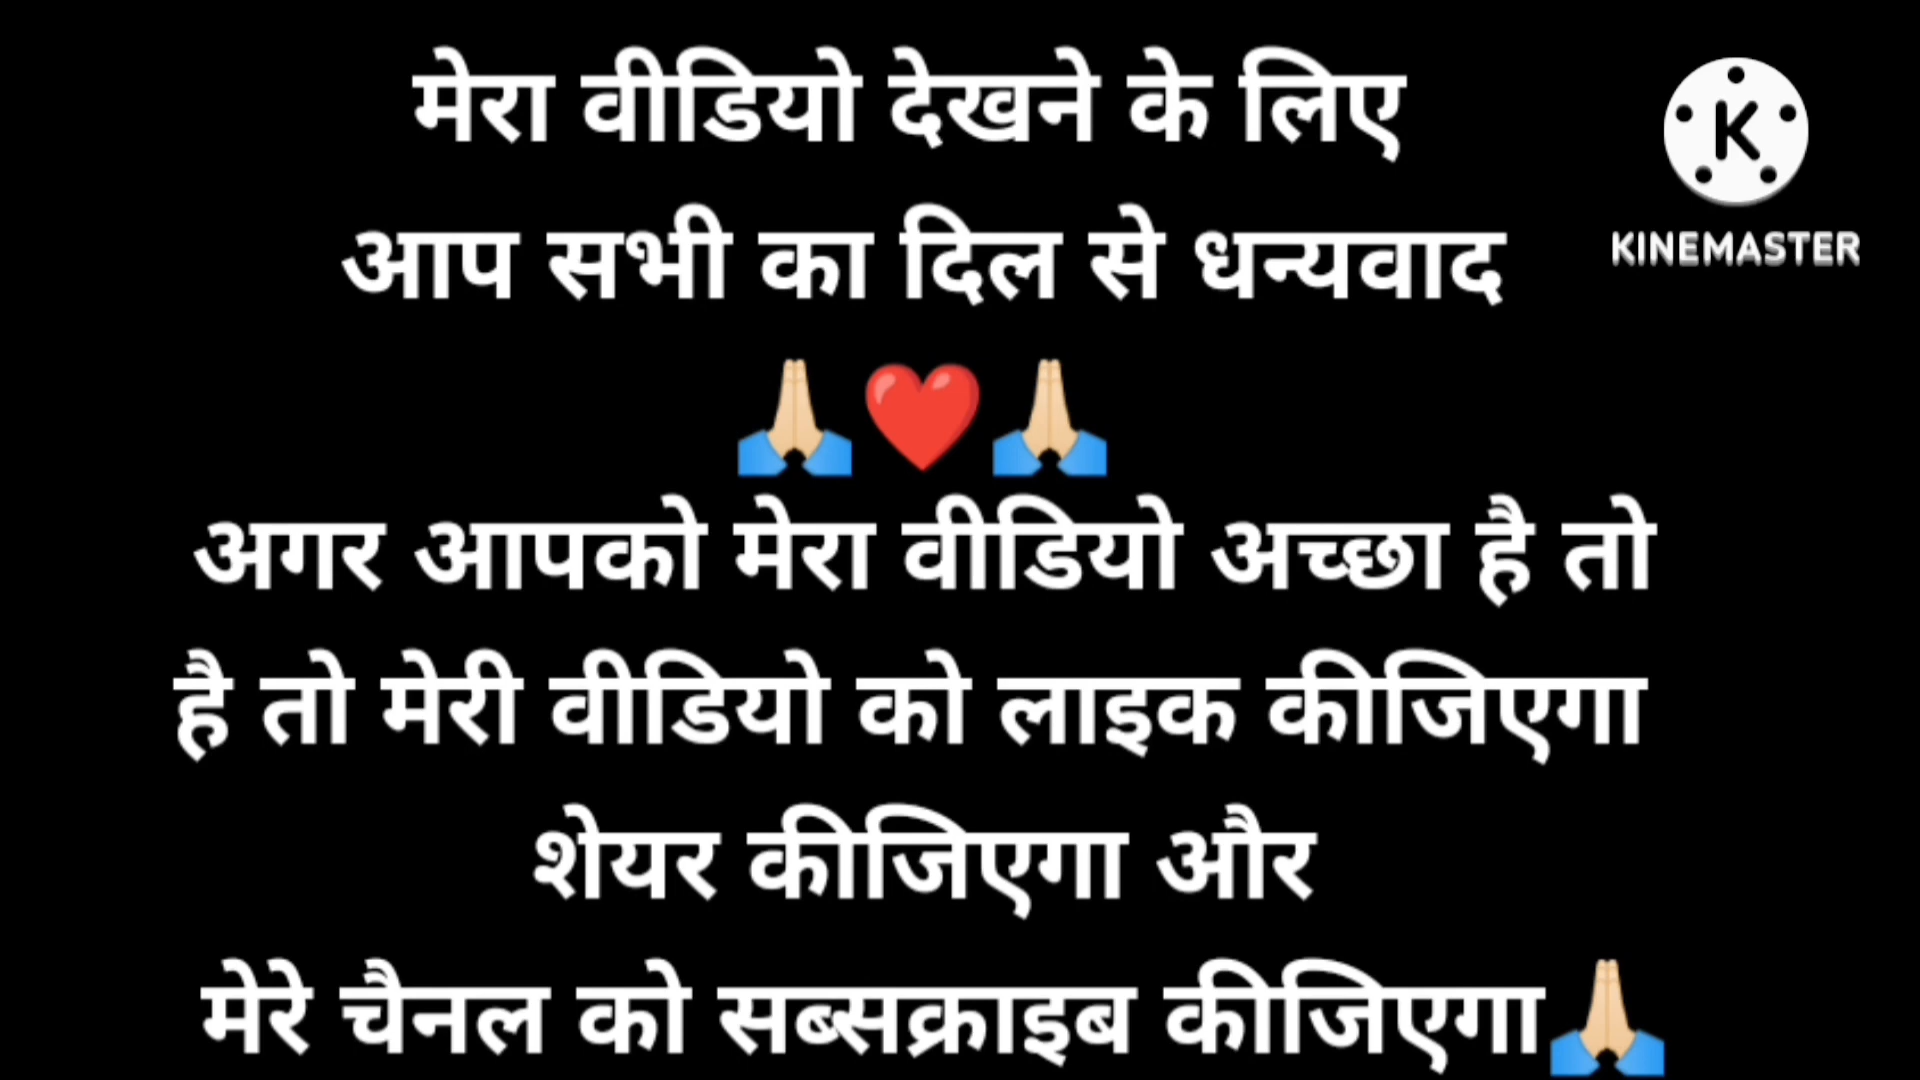 मेरा वीडियो देखने के लिए
आप सभी का दिल से धन्यवाद
🙏🏻❤️🙏🏻
अगर आपको मेरा वीडियो अच्छा है तो
है तो मेरी वीडियो को लाइक कीजिएगा
शेयर कीजिएगा और
मेरे चैनल को सब्सक्राइब कीजिएगा🙏🏻
K
KINEMASTER